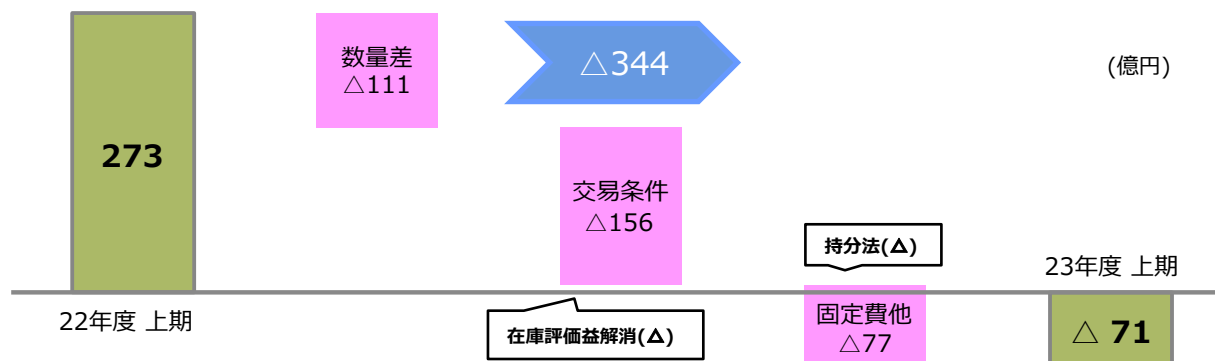 数量差
△111
△344
(億円)
273
交易条件
△156
持分法(△)
23年度 上期
22年度 上期
在庫評価益解消(△)
固定費他
△77
△ 71